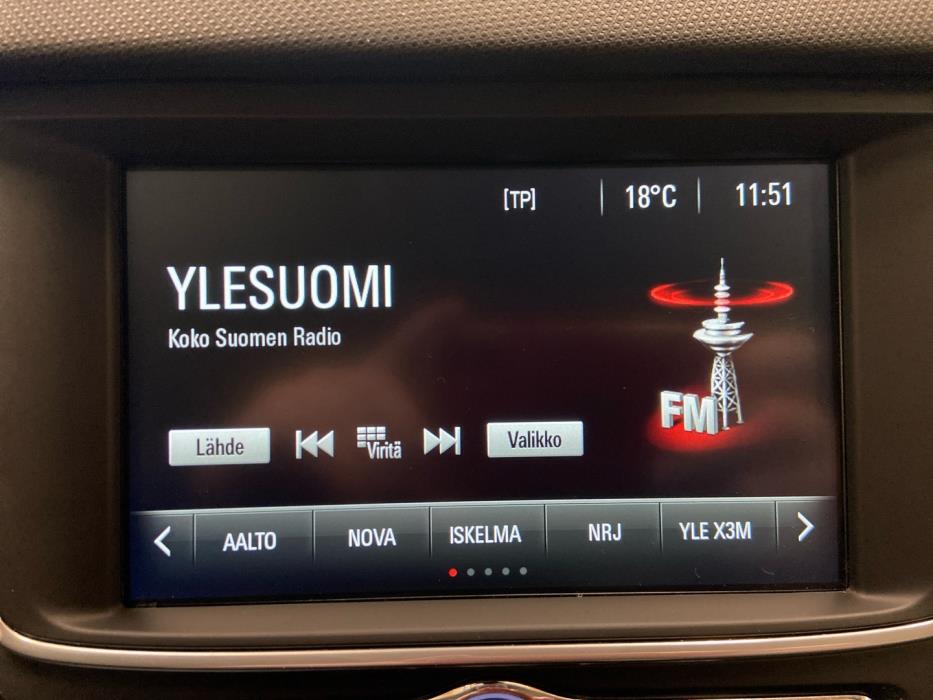 [TP] 18°C 11:51
YLESUOMI
Koko Suomen Radio
FM
Lähde Viritä Valikko
AALTO NOVA ISKELMA NRJ YLE X3M